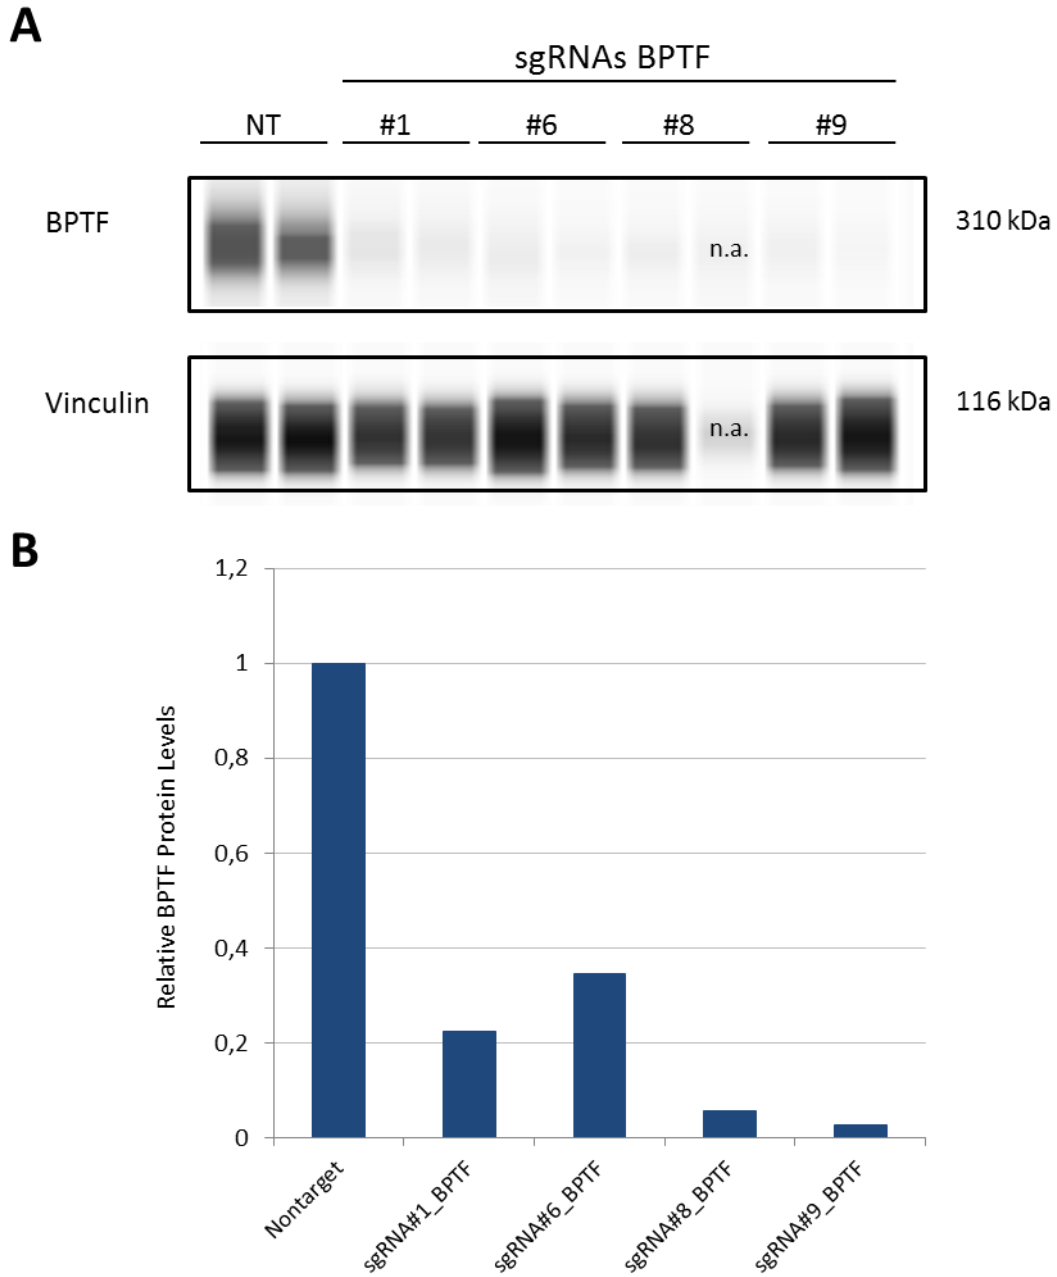 A
sgRNAs BPTF
NT #1 #6 #8 #9
BPTF n.a. 310 kDa
Vinculin n.a. 116 kDa
B
Relative BPTF Protein Levels
1,2
1
0,8
0,6
0,4
0,2
0
Nontarget sgRNA#1_BPTF sgRNA#6_BPTF sgRNA#8_BPTF sgRNA#9_BPTF